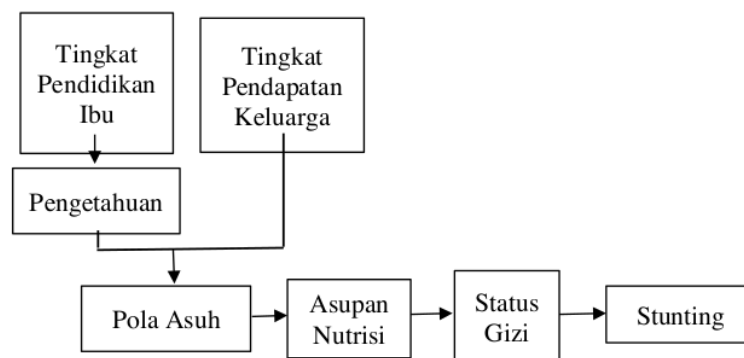 Tingkat
Pendidikan
Ibu
Tingkat
Pendapatan
Keluarga
Pengetahuan
Pola Asuh
Asupan
Nutrisi
Status
Gizi
Stunting